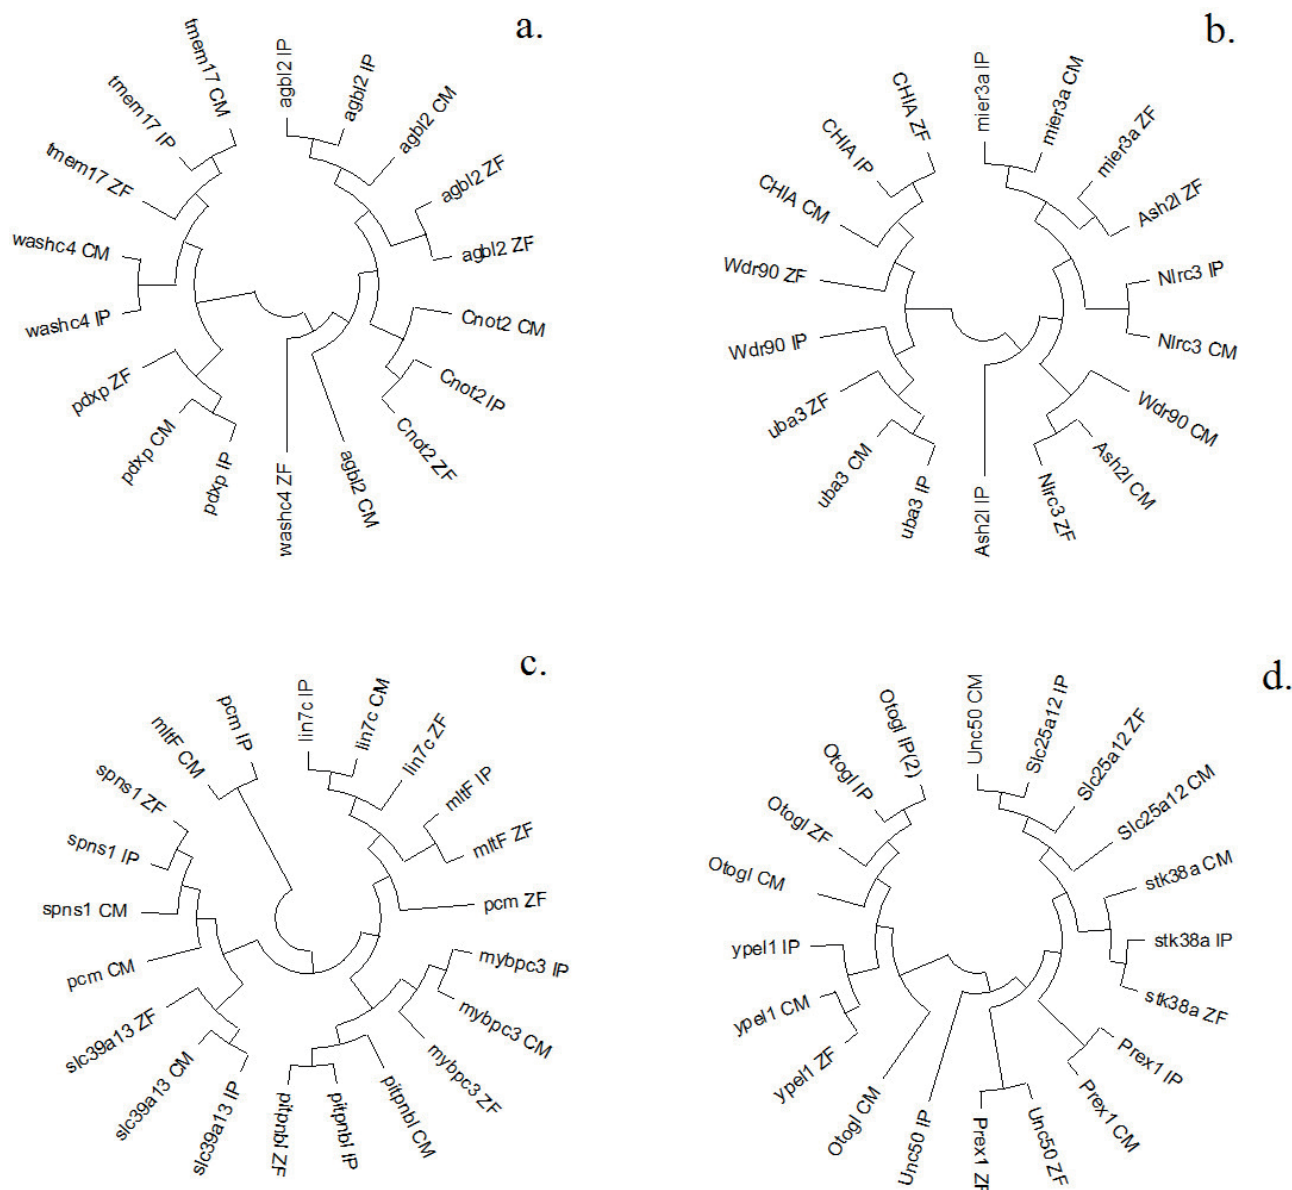 a.
tmem17 CM
tmem17 IP
tmem17 ZF
washc4 CM
washc4 IP
pdxp ZF
pdxp CM
pdxp IP
washc4 ZF
agbl2 CM
Cnot2 ZF
Cnot2 IP
Cnot2 CM
agbl2 ZF
agbl2 ZF
agbl2 CM
agbl2 IP
agbl2 IP
b.
CHIA ZF
CHIA IP
CHIA CM
Wdr90 ZF
Wdr90 IP
uba3 ZF
uba3 CM
uba3 IP
Ash2l IP
Nlrc3 ZF
Ash2l CM
Wdr90 CM
Nlrc3 CM
Nlrc3 IP
Ash2l ZF
mier3a ZF
mier3a CM
mier3a IP
c.
pcm IP
mltF CM
spns1 ZF
spns1 IP
spns1 CM
pcm CM
slc39a13 ZF
slc39a13 CM
slc39a13 IP
pitpnbl ZF
pitpnbl IP
pitpnbl CM
mybpc3 ZF
mybpc3 CM
mybpc3 IP
pcm ZF
mltF ZF
mltF IP
lin7c ZF
lin7c CM
lin7c IP
d.
Otogl IP(2)
Otogl IP
Otogl ZF
Otogl CM
ypel1 IP
ypel1 CM
ypel1 ZF
Otogl CM
Unc50 IP
Prex1 ZF
Unc50 ZF
Prex1 CM
Prex1 IP
stk38a ZF
stk38a IP
stk38a CM
Slc25a12 CM
Slc25a12 ZF
Slc25a12 IP
Unc50 CM